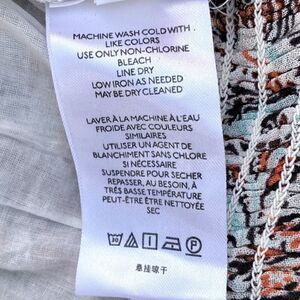 MACHINE WASH COLD WITH
LIKE COLORS
USE ONLY NON-CHLORINE
BLEACH
LINE DRY
LOW IRON AS NEEDED
MAY BE DRY CLEANED
LAVER À LA MACHINE À L'EAU
FROIDE AVEC COULEURS
SIMILAIRES
UTILISER UN AGENT DE
BLANCHIMENT SANS CHLORE
SI NÉCESSAIRE
SUSPENDRE POUR SÉCHER
REPASSER, AU BESOIN, À
TRÈS BASSE TEMPÉRATURE
PEUT-ÊTRE ÊTRE NETTOYÉ
SEC
悬挂晾干